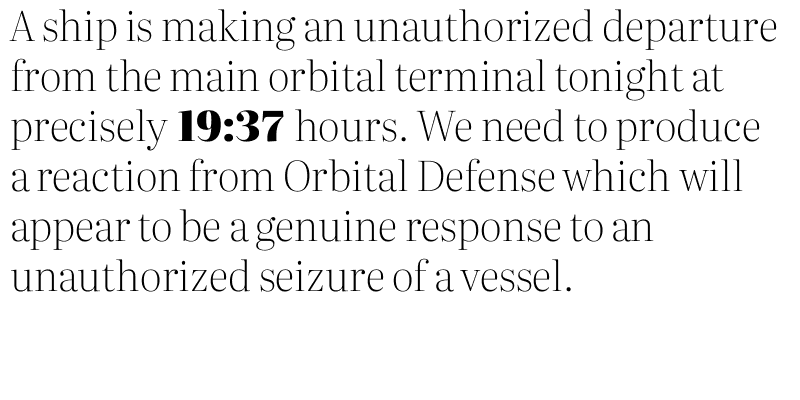 A ship is making an unauthorized departure
from the main orbital terminal tonight at
precisely 19:37 hours. We need to produce
a reaction from Orbital Defense which will
appear to be a genuine response to an
unauthorized seizure of a vessel.